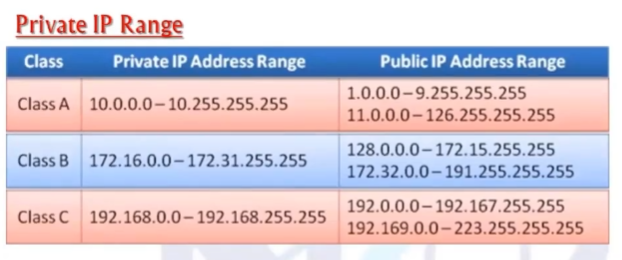 Private IP Range
Class Private IP Address Range Public IP Address Range
Class A 10.0.0.0–10.255.255.255 1.0.0.0–9.255.255.255
11.0.0.0–126.255.255.255
Class B 172.16.0.0–172.31.255.255 128.0.0.0–172.15.255.255
172.32.0.0–191.255.255.255
Class C 192.168.0.0–192.168.255.255 192.0.0.0–192.167.255.255
192.169.0.0–223.255.255.255